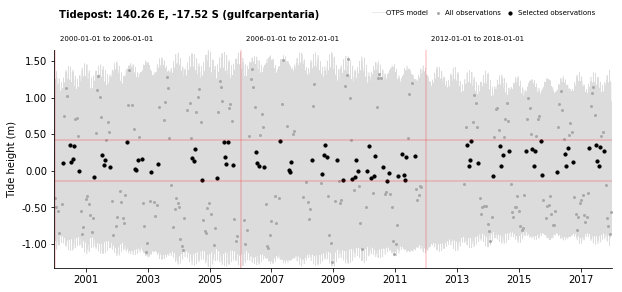 Tidepost: 140.26 E, -17.52 S (gulfcarpentaria)
OTPS model
All observations
Selected observations
2000-01-01 to 2006-01-01
2006-01-01 to 2012-01-01
2012-01-01 to 2018-01-01
Tide height (m)
1.50
1.00
0.50
0.00
-0.50
-1.00
2001
2003
2005
2007
2009
2011
2013
2015
2017